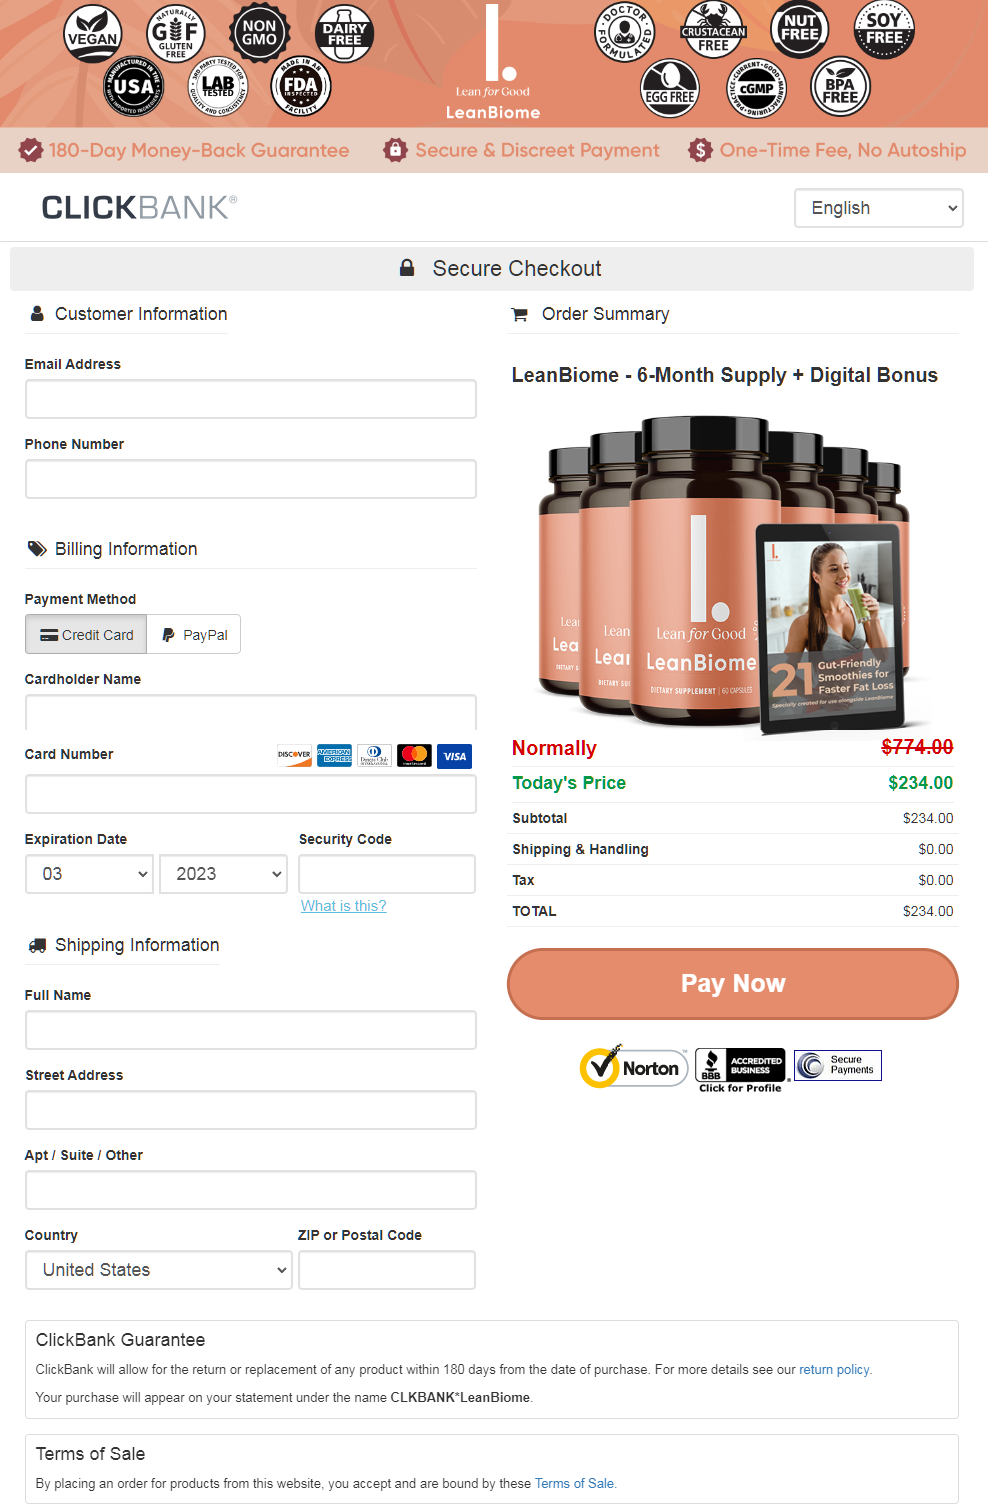 VEGAN
NATURALLY
GF
GLUTEN
FREE
NON
GMO
DAIRY
FREE
MANUFACTURED IN THE
USA
WITH IMPORTED INGREDIENTS
3RD PARTY TESTED FOR
LAB
TESTED
QUALITY AND CONSISTENCY
MADE IN AN
FDA
INSPECTED
FACILITY
Lean for Good
LeanBiome
DOCTOR
FORMULATED
CRUSTACEAN
FREE
NUT
FREE
SOY
FREE
EGG FREE
CURRENT-GOOD-MANUFACTURING
cGMP
PRACTICE
BPA
FREE
180-Day Money-Back Guarantee
Secure & Discreet Payment
One-Time Fee, No Autoship
CLICKBANK®
English
Secure Checkout
Customer Information
Email Address
Phone Number
Billing Information
Payment Method
Credit Card
PayPal
Cardholder Name
Card Number
DISCOVER
AMERICAN
EXPRESS
Diners Club
INTERNATIONAL
mastercard
VISA
Expiration Date
Security Code
03
2023
What is this?
Shipping Information
Full Name
Street Address
Apt / Suite / Other
Country
ZIP or Postal Code
United States
Order Summary
LeanBiome - 6-Month Supply + Digital Bonus
Lean for Good
LeanBiome
DIETARY SUPPLEMENT | 60 CAPSULES
21
Gut-Friendly
Smoothies for
Faster Fat Loss
Specially created for use alongside LeanBiome
Normally $774.00
Today's Price $234.00
Subtotal $234.00
Shipping & Handling $0.00
Tax $0.00
TOTAL $234.00
Pay Now
Norton
BBB
ACCREDITED
BUSINESS
Click for Profile
Secure
Payments
ClickBank Guarantee
ClickBank will allow for the return or replacement of any product within 180 days from the date of purchase. For more details see our return policy.
Your purchase will appear on your statement under the name CLKBANK*LeanBiome.
Terms of Sale
By placing an order for products from this website, you accept and are bound by these Terms of Sale.